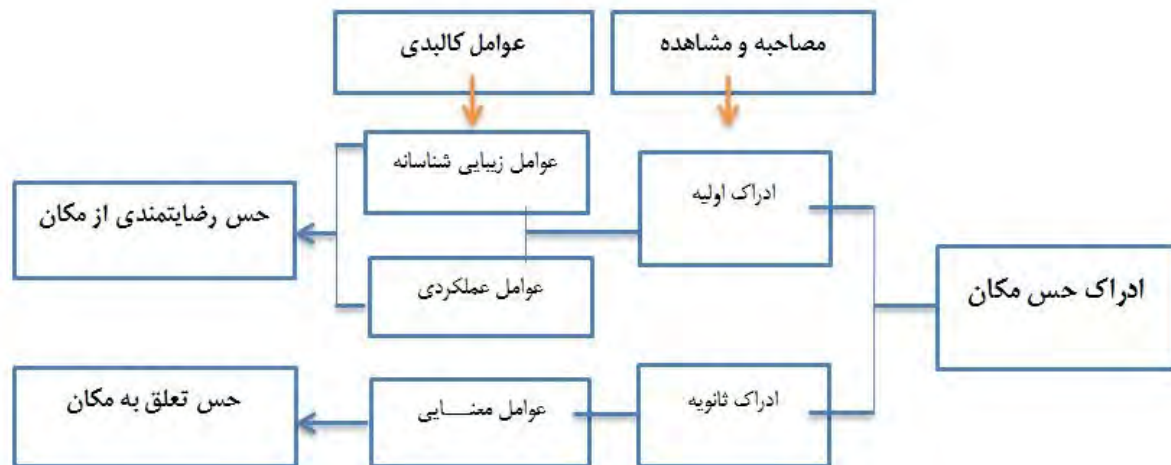 مصاحبه و مشاهده
عوامل کالبدی
عوامل زیبایی شناسانه
ادراک اولیه
حس رضایتمندی از مکان
ادراک حس مکان
عوامل عملکردی
ادراک ثانویه
عوامل معنـــایی
حس تعلق به مکان